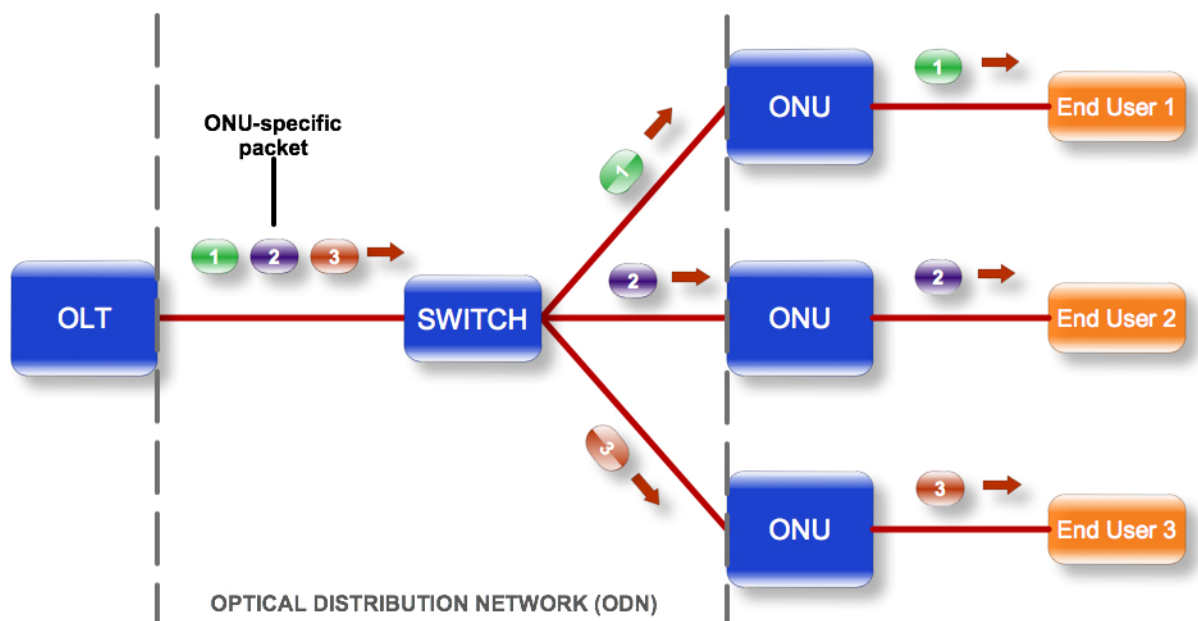 ONU-specific
packet
1 2 3
OLT
SWITCH
1
2
3
ONU
1
End User 1
ONU
2
End User 2
ONU
3
End User 3
OPTICAL DISTRIBUTION NETWORK (ODN)